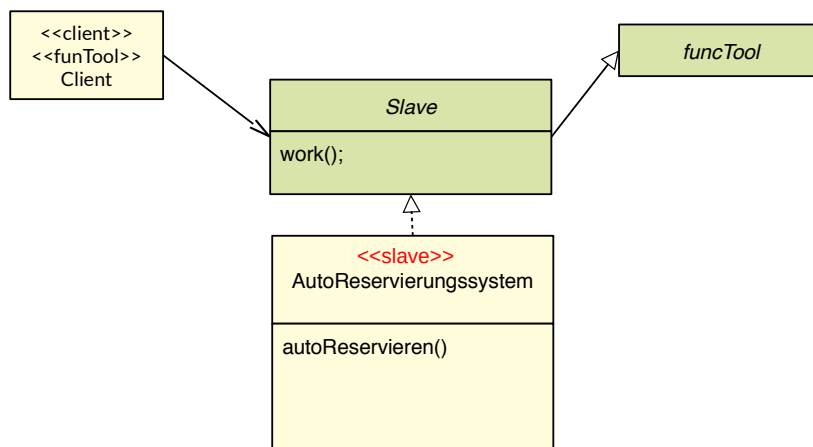 <<client>>
<<funTool>>
Client
funcTool
Slave
work();
<<slave>>
AutoReservierungssystem
autoReservieren()